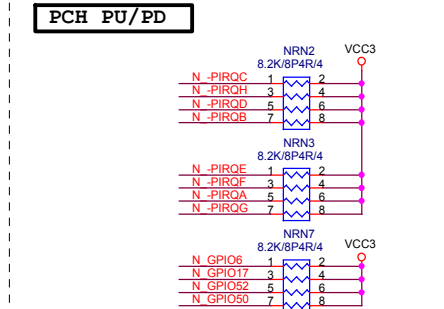 PCH PU/PD
NRN2 VCC3
8.2K/8P4R/4
N_-PIRQC 1 2
N_-PIRQH 3 4
N_-PIRQD 5 6
N_-PIRQB 7 8
NRN3
8.2K/8P4R/4
N_-PIRQE 1 2
N_-PIRQF 3 4
N_-PIRQA 5 6
N_-PIRQG 7 8
NRN7
8.2K/8P4R/4 VCC3
N_GPIO6 1 2
N_GPIO17 3 4
N_GPIO52 5 6
N_GPIO50 7 8